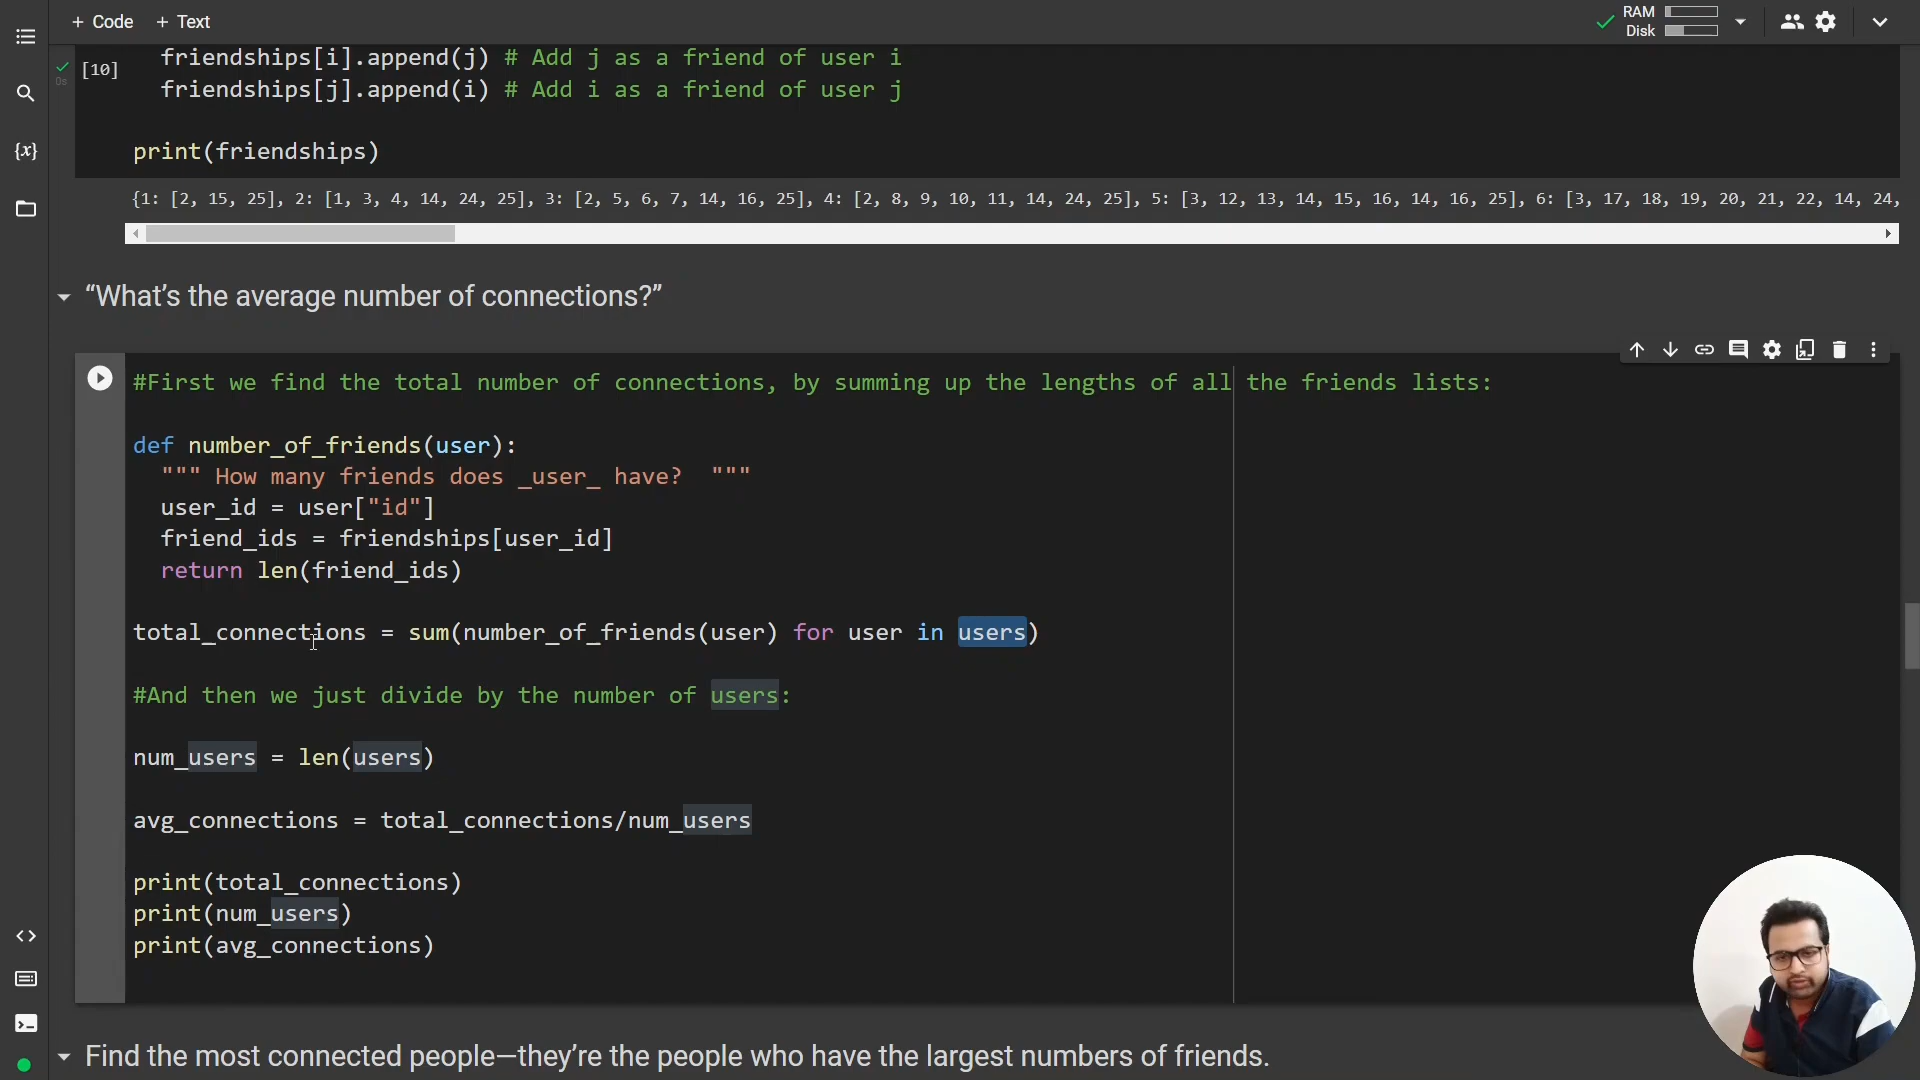 + Code + Text
RAM
Disk
[10]
0s
friendships[i].append(j) # Add j as a friend of user i
friendships[j].append(i) # Add i as a friend of user j
print(friendships)
{1: [2, 15, 25], 2: [1, 3, 4, 14, 24, 25], 3: [2, 5, 6, 7, 14, 16, 25], 4: [2, 8, 9, 10, 11, 14, 24, 25], 5: [3, 12, 13, 14, 15, 16, 14, 16, 25], 6: [3, 17, 18, 19, 20, 21, 22, 14, 24,
“What’s the average number of connections?”
#First we find the total number of connections, by summing up the lengths of all the friends lists:
def number_of_friends(user):
""" How many friends does _user_ have?  """
user_id = user["id"]
friend_ids = friendships[user_id]
return len(friend_ids)
total_connections = sum(number_of_friends(user) for user in users)
#And then we just divide by the number of users:
num_users = len(users)
avg_connections = total_connections/num_users
print(total_connections)
print(num_users)
print(avg_connections)
Find the most connected people—they’re the people who have the largest numbers of friends.